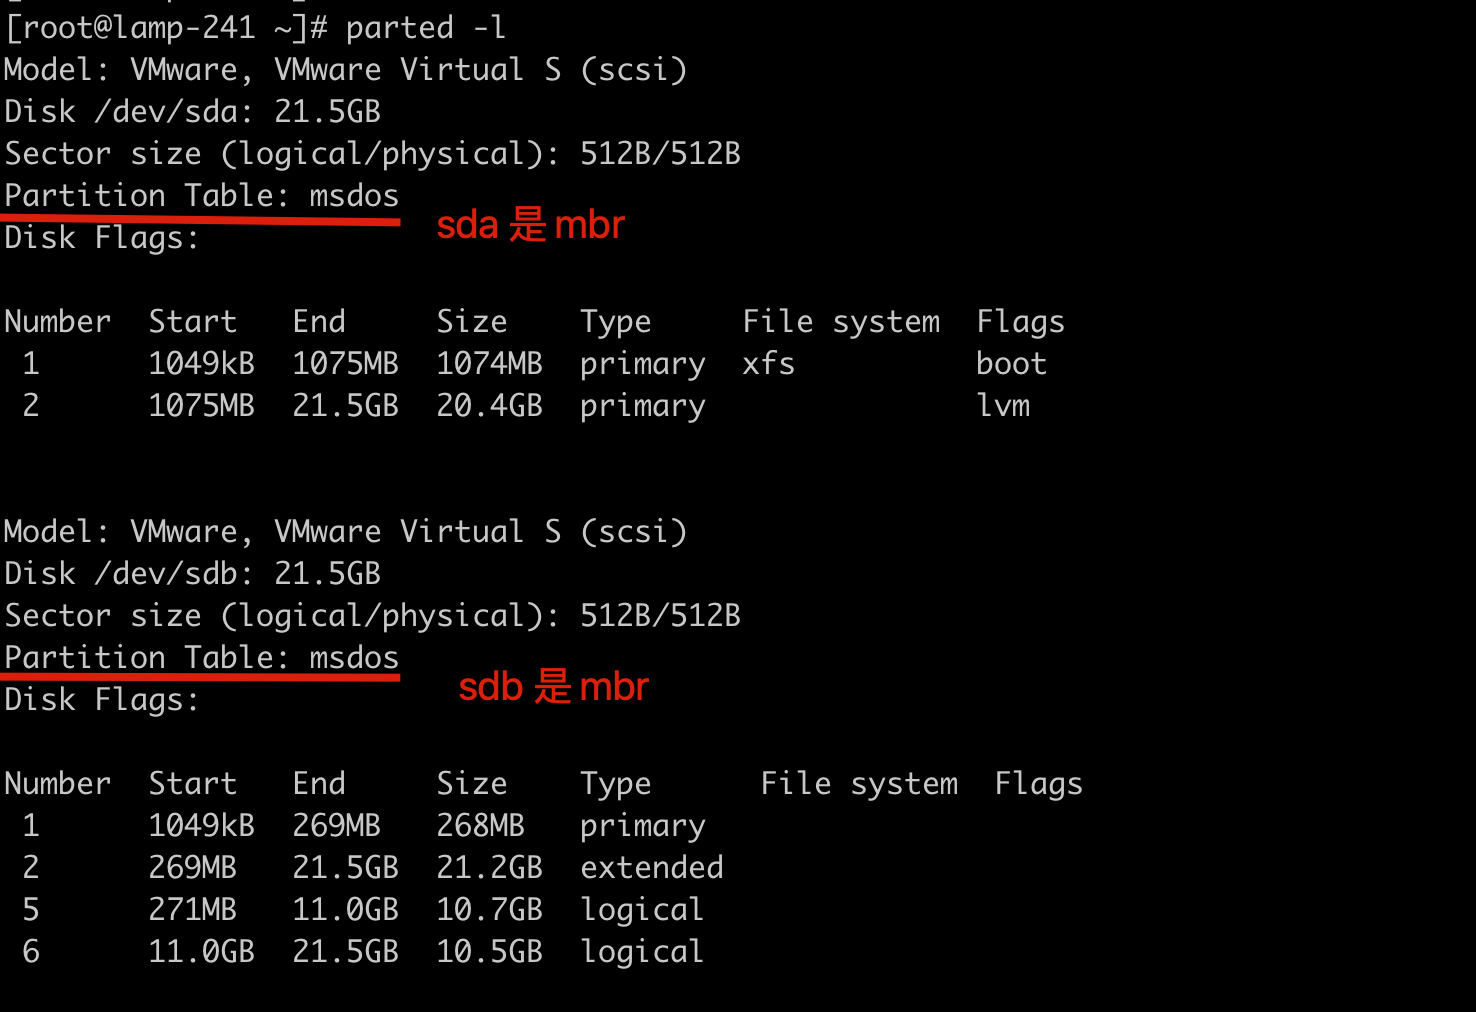 [root@lamp-241 ~]# parted -l
Model: VMware, VMware Virtual S (scsi)
Disk /dev/sda: 21.5GB
Sector size (logical/physical): 512B/512B
Partition Table: msdos
sda 是 mbr
Disk Flags:
Number  Start   End     Size    Type      File system  Flags
 1      1049kB  1075MB  1074MB  primary   xfs          boot
 2      1075MB  21.5GB  20.4GB  primary                lvm
Model: VMware, VMware Virtual S (scsi)
Disk /dev/sdb: 21.5GB
Sector size (logical/physical): 512B/512B
Partition Table: msdos
sdb 是 mbr
Disk Flags:
Number  Start   End     Size    Type      File system  Flags
 1      1049kB  269MB   268MB   primary
 2      269MB   21.5GB  21.2GB  extended
 5      271MB   11.0GB  10.7GB  logical
 6      11.0GB  21.5GB  10.5GB  logical